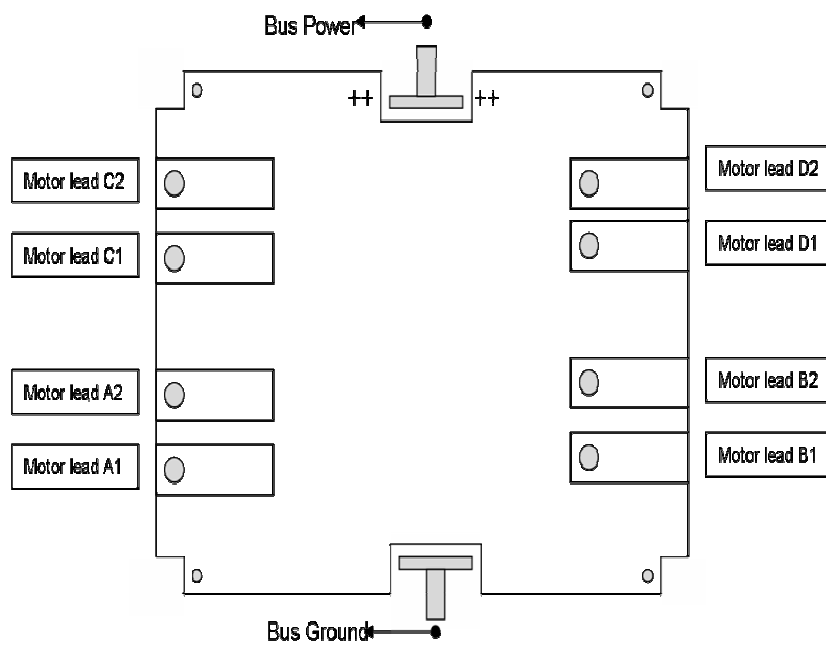 Bus Power
++ ++
Motor lead C2
Motor lead D2
Motor lead C1
Motor lead D1
Motor lead A2
Motor lead B2
Motor lead A1
Motor lead B1
Bus Ground